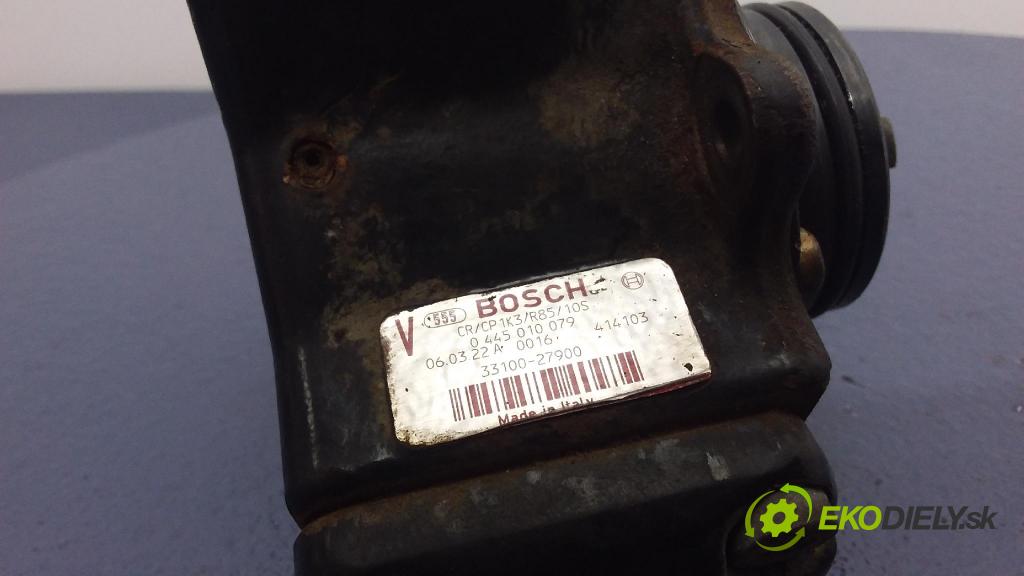 V 555 BOSCH
CR/CP1K3/R85/10S
0 445 010 079 414103
06.03.22 A 0016
33100-27900
Made in Italy
EKODIELY.sk